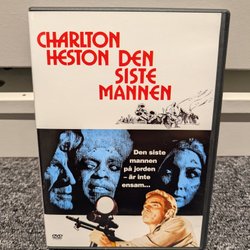 CHARLTON
HESTON DEN
SISTE
MANNEN
Den siste
mannen
på jorden
- är inte
ensam...
DVD